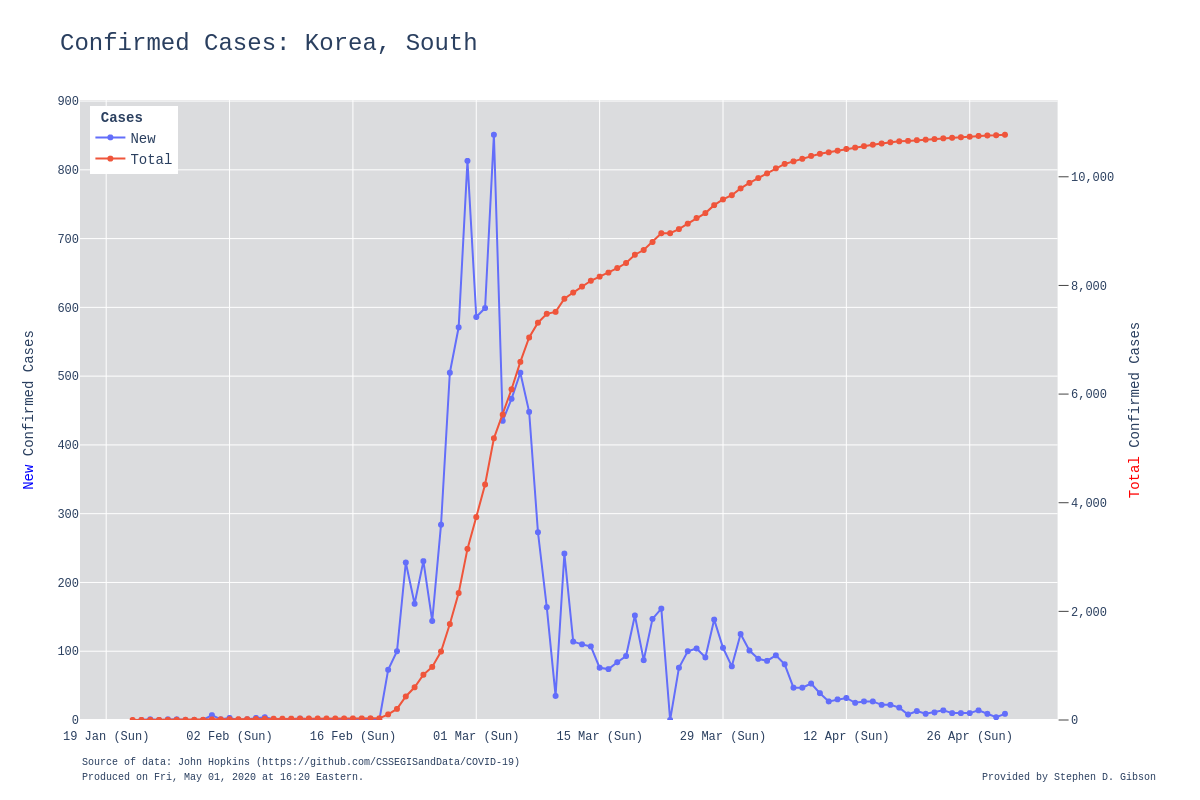 Confirmed Cases: Korea, South
Cases
New
Total
900
800
700
600
500
400
300
200
100
0
New Confirmed Cases
10,000
8,000
6,000
4,000
2,000
0
Total Confirmed Cases
19 Jan (Sun) 02 Feb (Sun) 16 Feb (Sun) 01 Mar (Sun) 15 Mar (Sun) 29 Mar (Sun) 12 Apr (Sun) 26 Apr (Sun)
Source of data: John Hopkins (https://github.com/CSSEGISandData/COVID-19)
Produced on Fri, May 01, 2020 at 16:20 Eastern.
Provided by Stephen D. Gibson